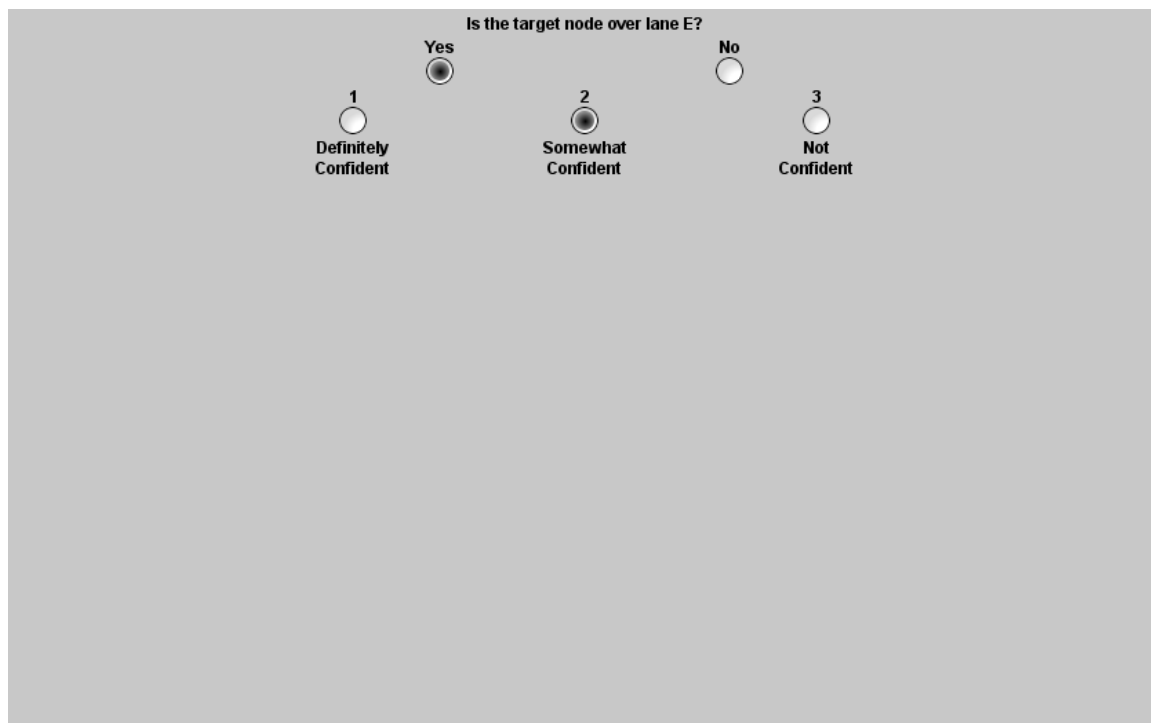 Is the target node over lane E?
Yes No
1 2 3
Definitely Somewhat Not
Confident Confident Confident